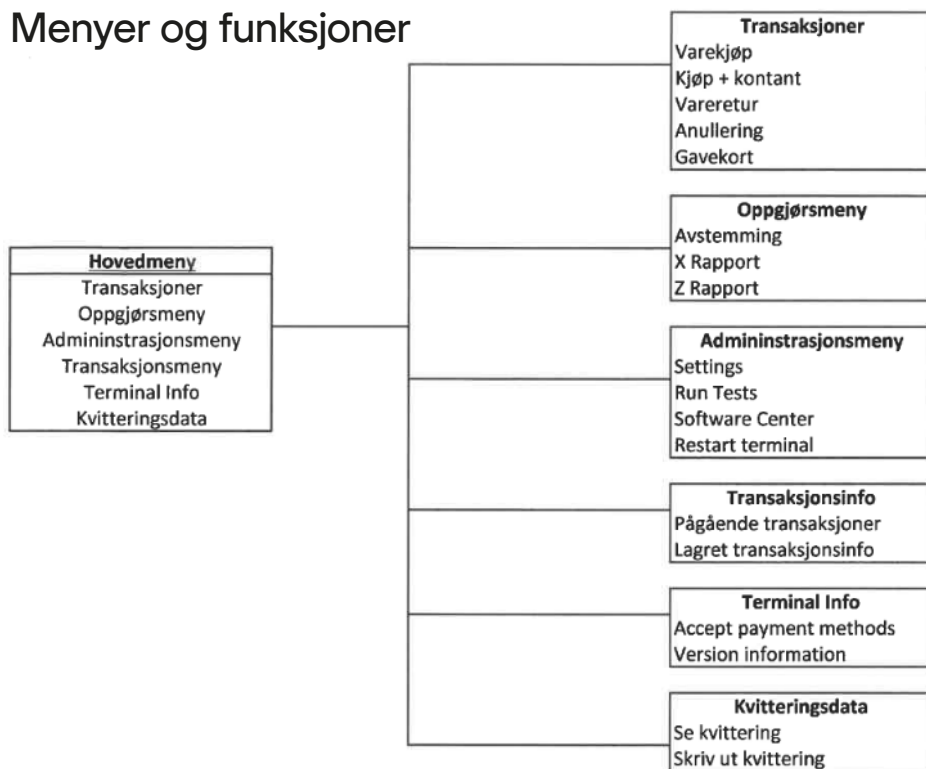 Menyer og funksjoner
Hovedmeny
Transaksjoner
Oppgjørsmeny
Admininstrasjonsmeny
Transaksjonsmeny
Terminal Info
Kvitteringsdata
Transaksjoner
Varekjøp
Kjøp + kontant
Vareretur
Anullering
Gavekort
Oppgjørsmeny
Avstemming
X Rapport
Z Rapport
Admininstrasjonsmeny
Settings
Run Tests
Software Center
Restart terminal
Transaksjonsinfo
Pågående transaksjoner
Lagret transaksjonsinfo
Terminal Info
Accept payment methods
Version information
Kvitteringsdata
Se kvittering
Skriv ut kvittering